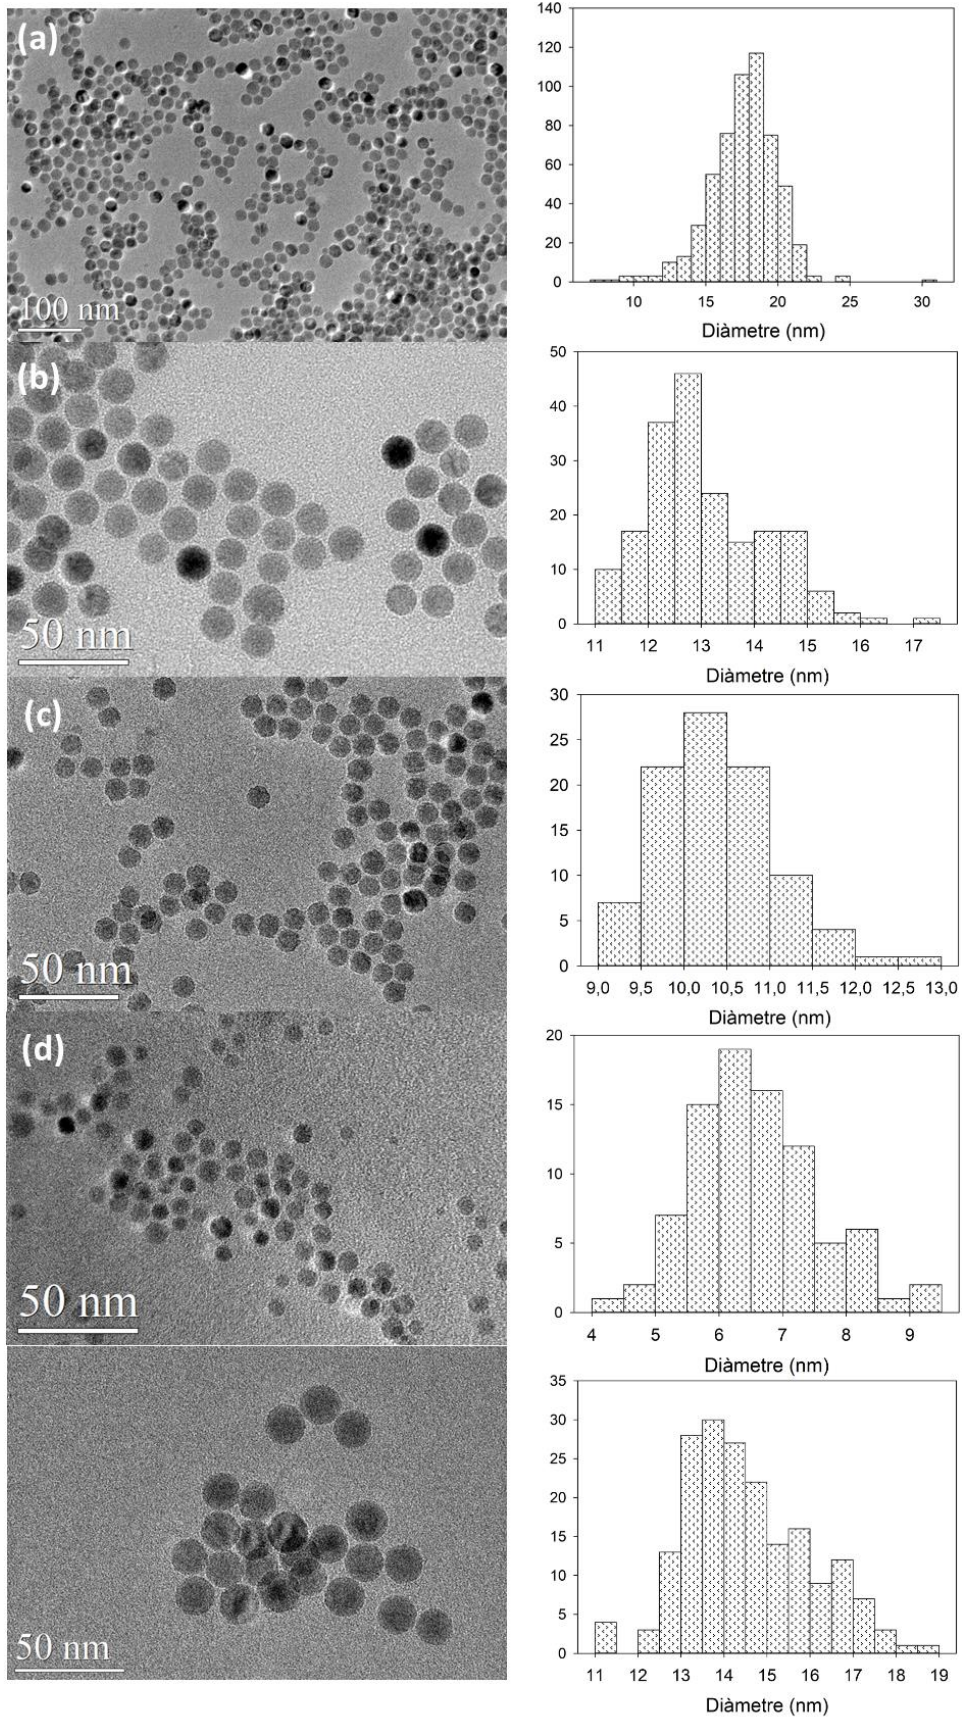 (a)
100 nm
140
120
100
80
60
40
20
0
10 15 20 25 30
Diàmetre (nm)
(b)
50 nm
50
40
30
20
10
0
11 12 13 14 15 16 17
Diàmetre (nm)
(c)
50 nm
30
25
20
15
10
5
0
9,0 9,5 10,0 10,5 11,0 11,5 12,0 12,5 13,0
Diàmetre (nm)
(d)
50 nm
20
15
10
5
0
4 5 6 7 8 9
Diàmetre (nm)
50 nm
35
30
25
20
15
10
5
0
11 12 13 14 15 16 17 18 19
Diàmetre (nm)